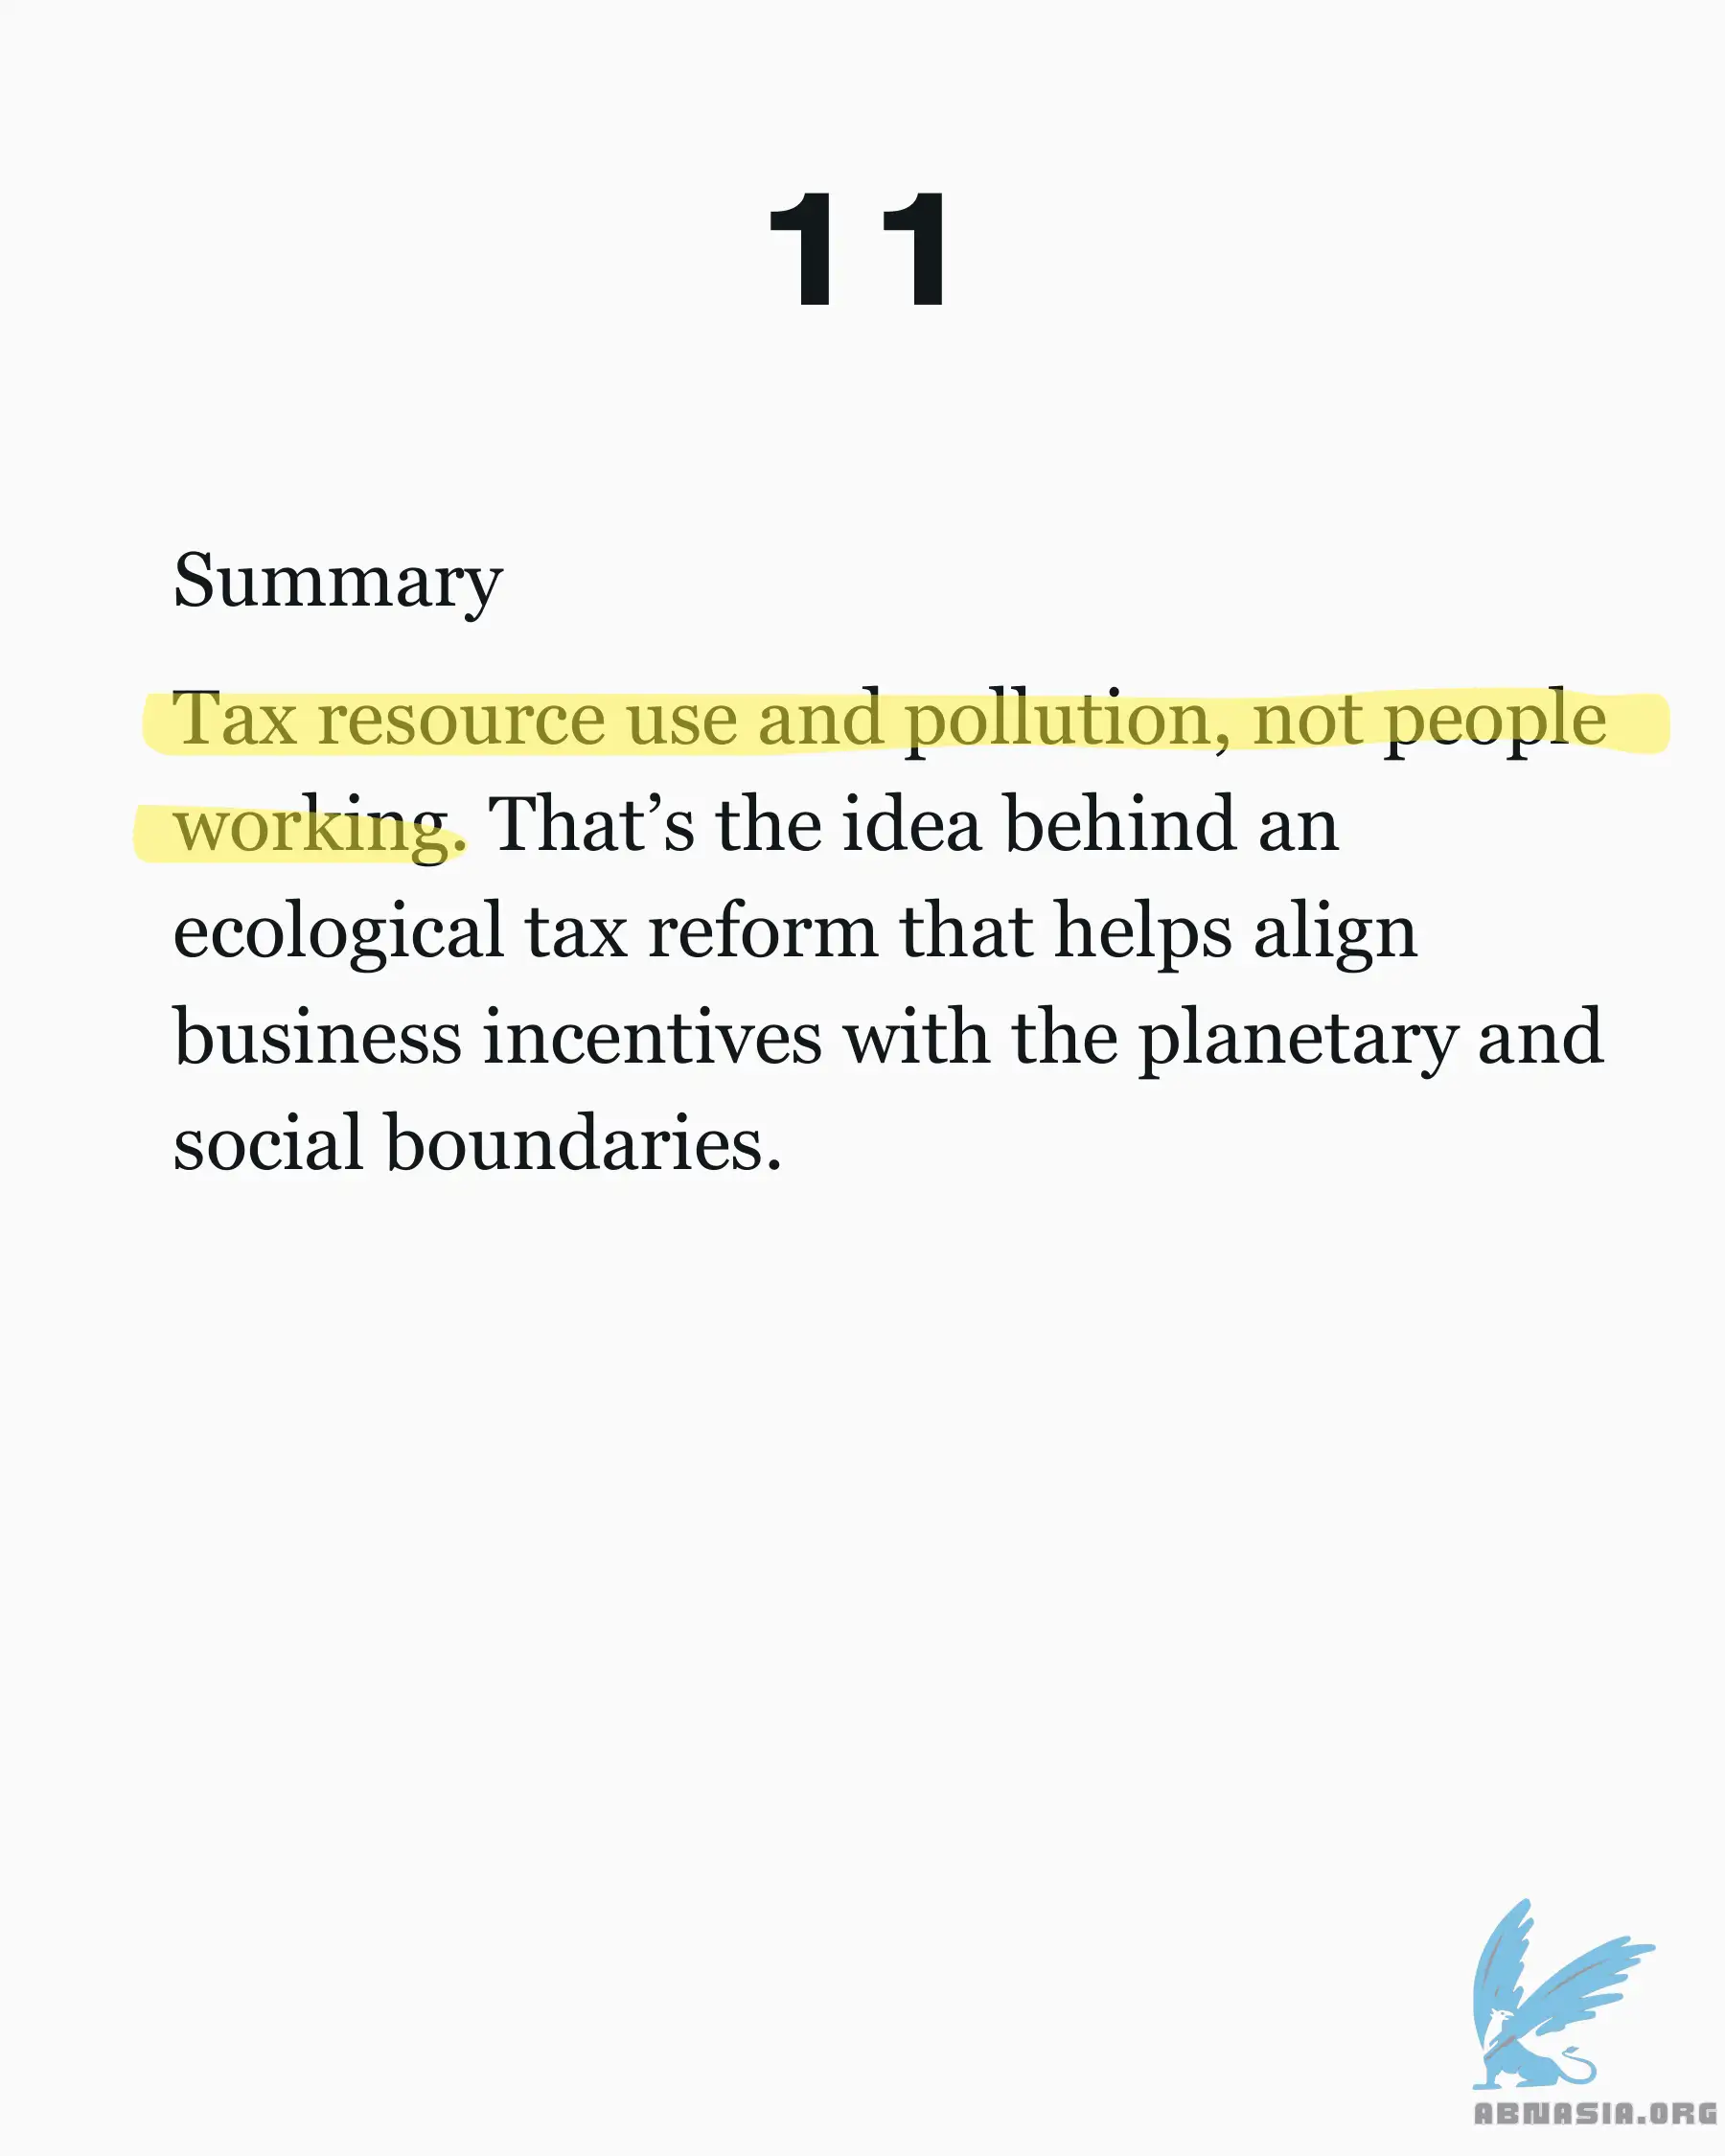 11
Summary
Tax resource use and pollution, not people
working. That’s the idea behind an
ecological tax reform that helps align
business incentives with the planetary and
social boundaries.
ABNASIA.ORG